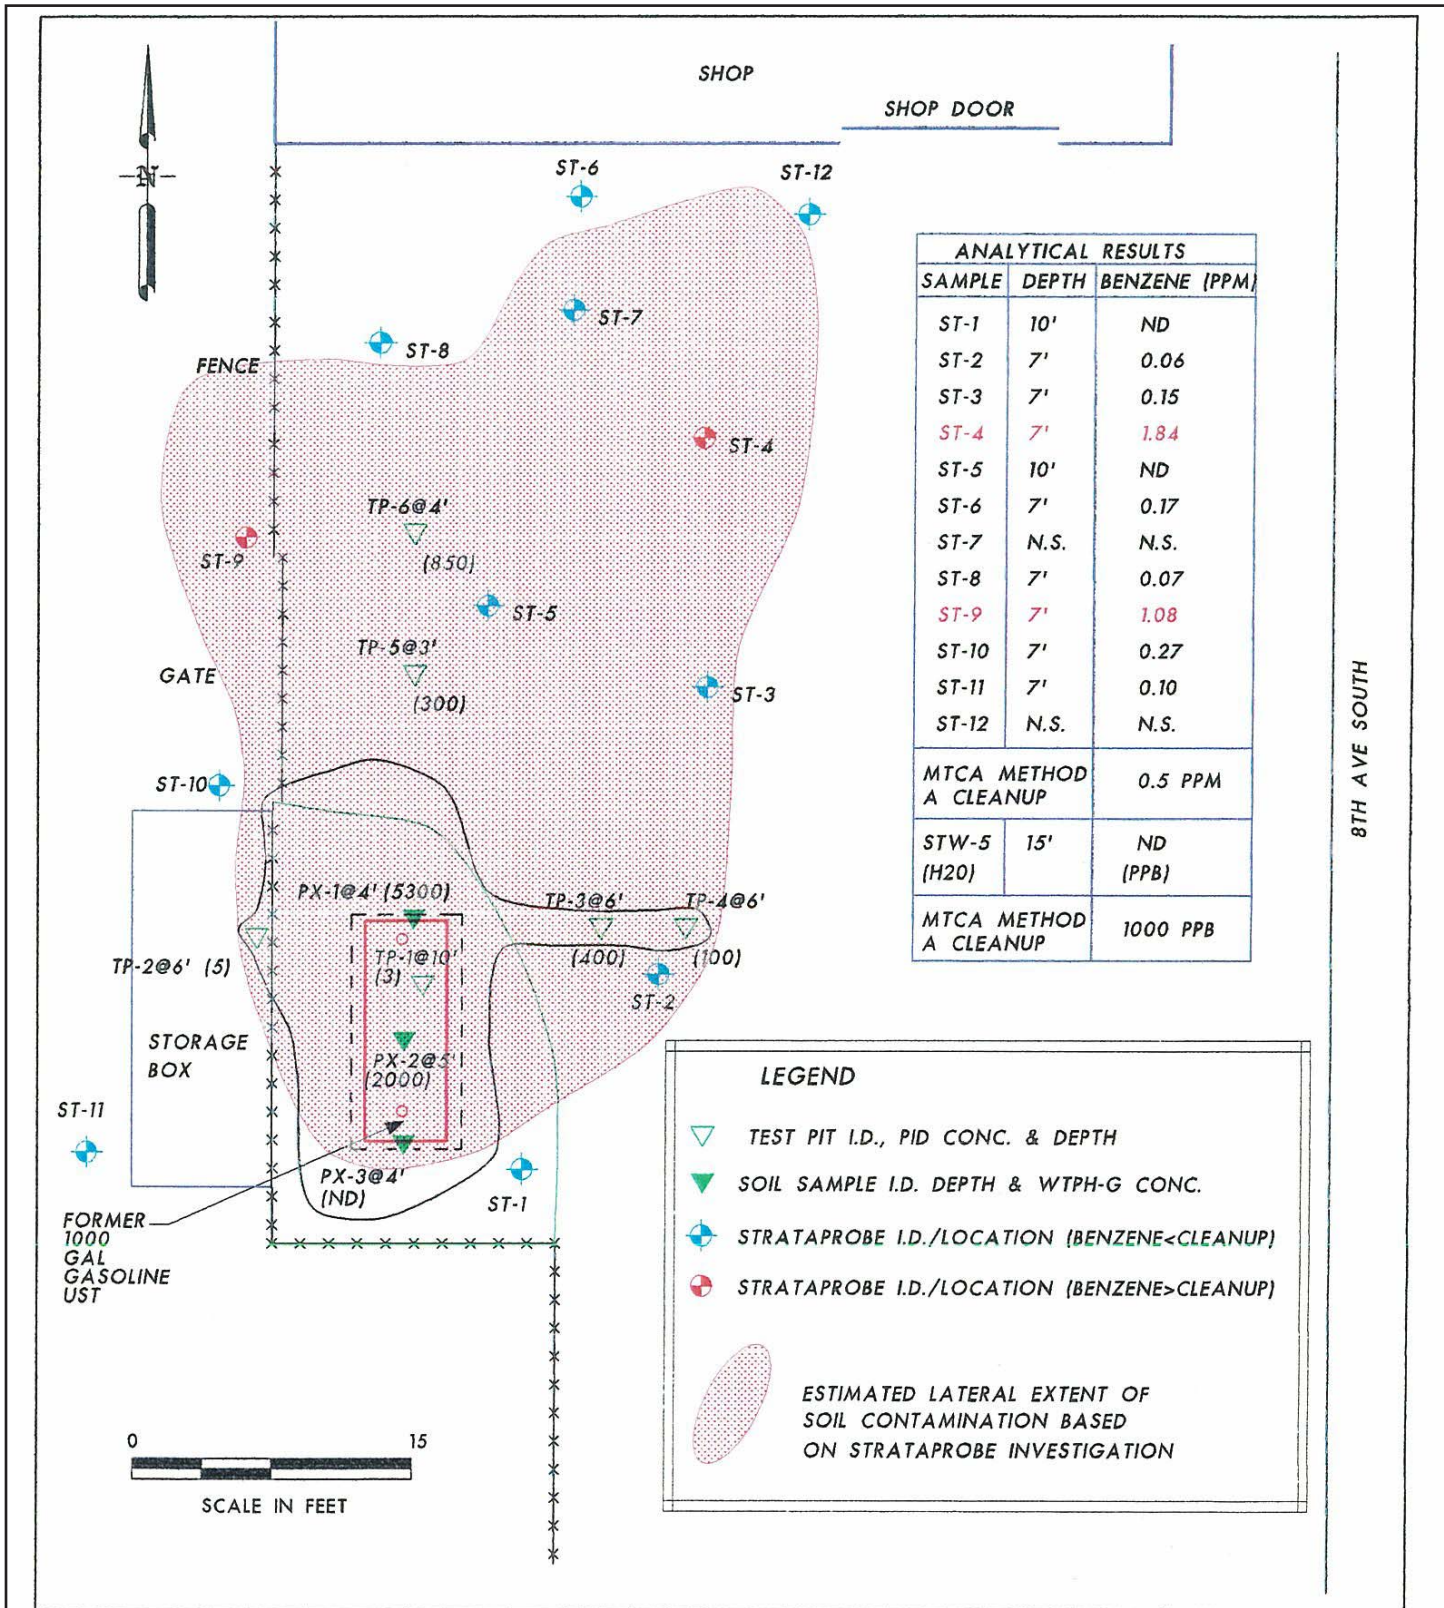 SHOP
SHOP DOOR
N
ST-6
ST-12
ST-7
ST-8
FENCE
ST-4
TP-6@4'
(850)
ST-9
ST-5
TP-5@3'
(300)
GATE
ST-3
ST-10
PX-1@4' (5300)
TP-3@6'
TP-4@6'
(400)
(100)
TP-1@10'
(3)
TP-2@6' (5)
ST-2
STORAGE
BOX
PX-2@5'
(2000)
ST-11
PX-3@4'
(ND)
ST-1
FORMER
1000
GAL
GASOLINE
UST
0 15
SCALE IN FEET
ANALYTICAL RESULTS
SAMPLE DEPTH BENZENE (PPM)
ST-1 10' ND
ST-2 7' 0.06
ST-3 7' 0.15
ST-4 7' 1.84
ST-5 10' ND
ST-6 7' 0.17
ST-7 N.S. N.S.
ST-8 7' 0.07
ST-9 7' 1.08
ST-10 7' 0.27
ST-11 7' 0.10
ST-12 N.S. N.S.
MTCA METHOD
A CLEANUP 0.5 PPM
STW-5 15' ND
(H20) (PPB)
MTCA METHOD
A CLEANUP 1000 PPB
8TH AVE SOUTH
LEGEND
TEST PIT I.D., PID CONC. & DEPTH
SOIL SAMPLE I.D. DEPTH & WTPH-G CONC.
STRATAPROBE I.D./LOCATION (BENZENE<CLEANUP)
STRATAPROBE I.D./LOCATION (BENZENE>CLEANUP)
ESTIMATED LATERAL EXTENT OF
SOIL CONTAMINATION BASED
ON STRATAPROBE INVESTIGATION